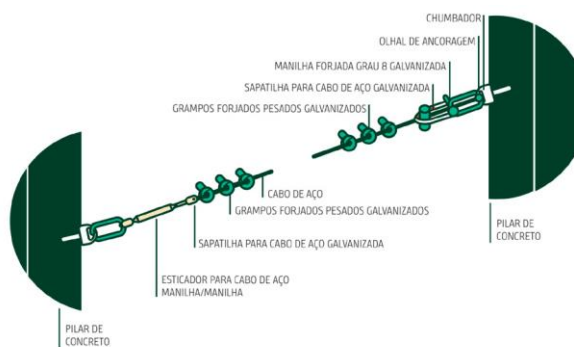 CHUMBADOR
OLHAL DE ANCORAGEM
MANILHA FORJADA GRAU 8 GALVANIZADA
SAPATILHA PARA CABO DE AÇO GALVANIZADA
GRAMPOS FORJADOS PESADOS GALVANIZADOS
CABO DE AÇO
GRAMPOS FORJADOS PESADOS GALVANIZADOS
PILAR DE
CONCRETO
SAPATILHA PARA CABO DE AÇO GALVANIZADA
ESTICADOR PARA CABO DE AÇO
MANILHA/MANILHA
PILAR DE
CONCRETO